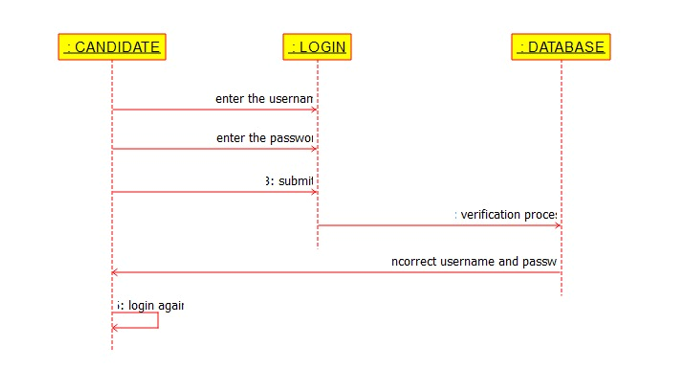 : CANDIDATE
: LOGIN
: DATABASE
enter the usernam
enter the passwor
3: submit
: verification proces
ncorrect username and passw
5: login again